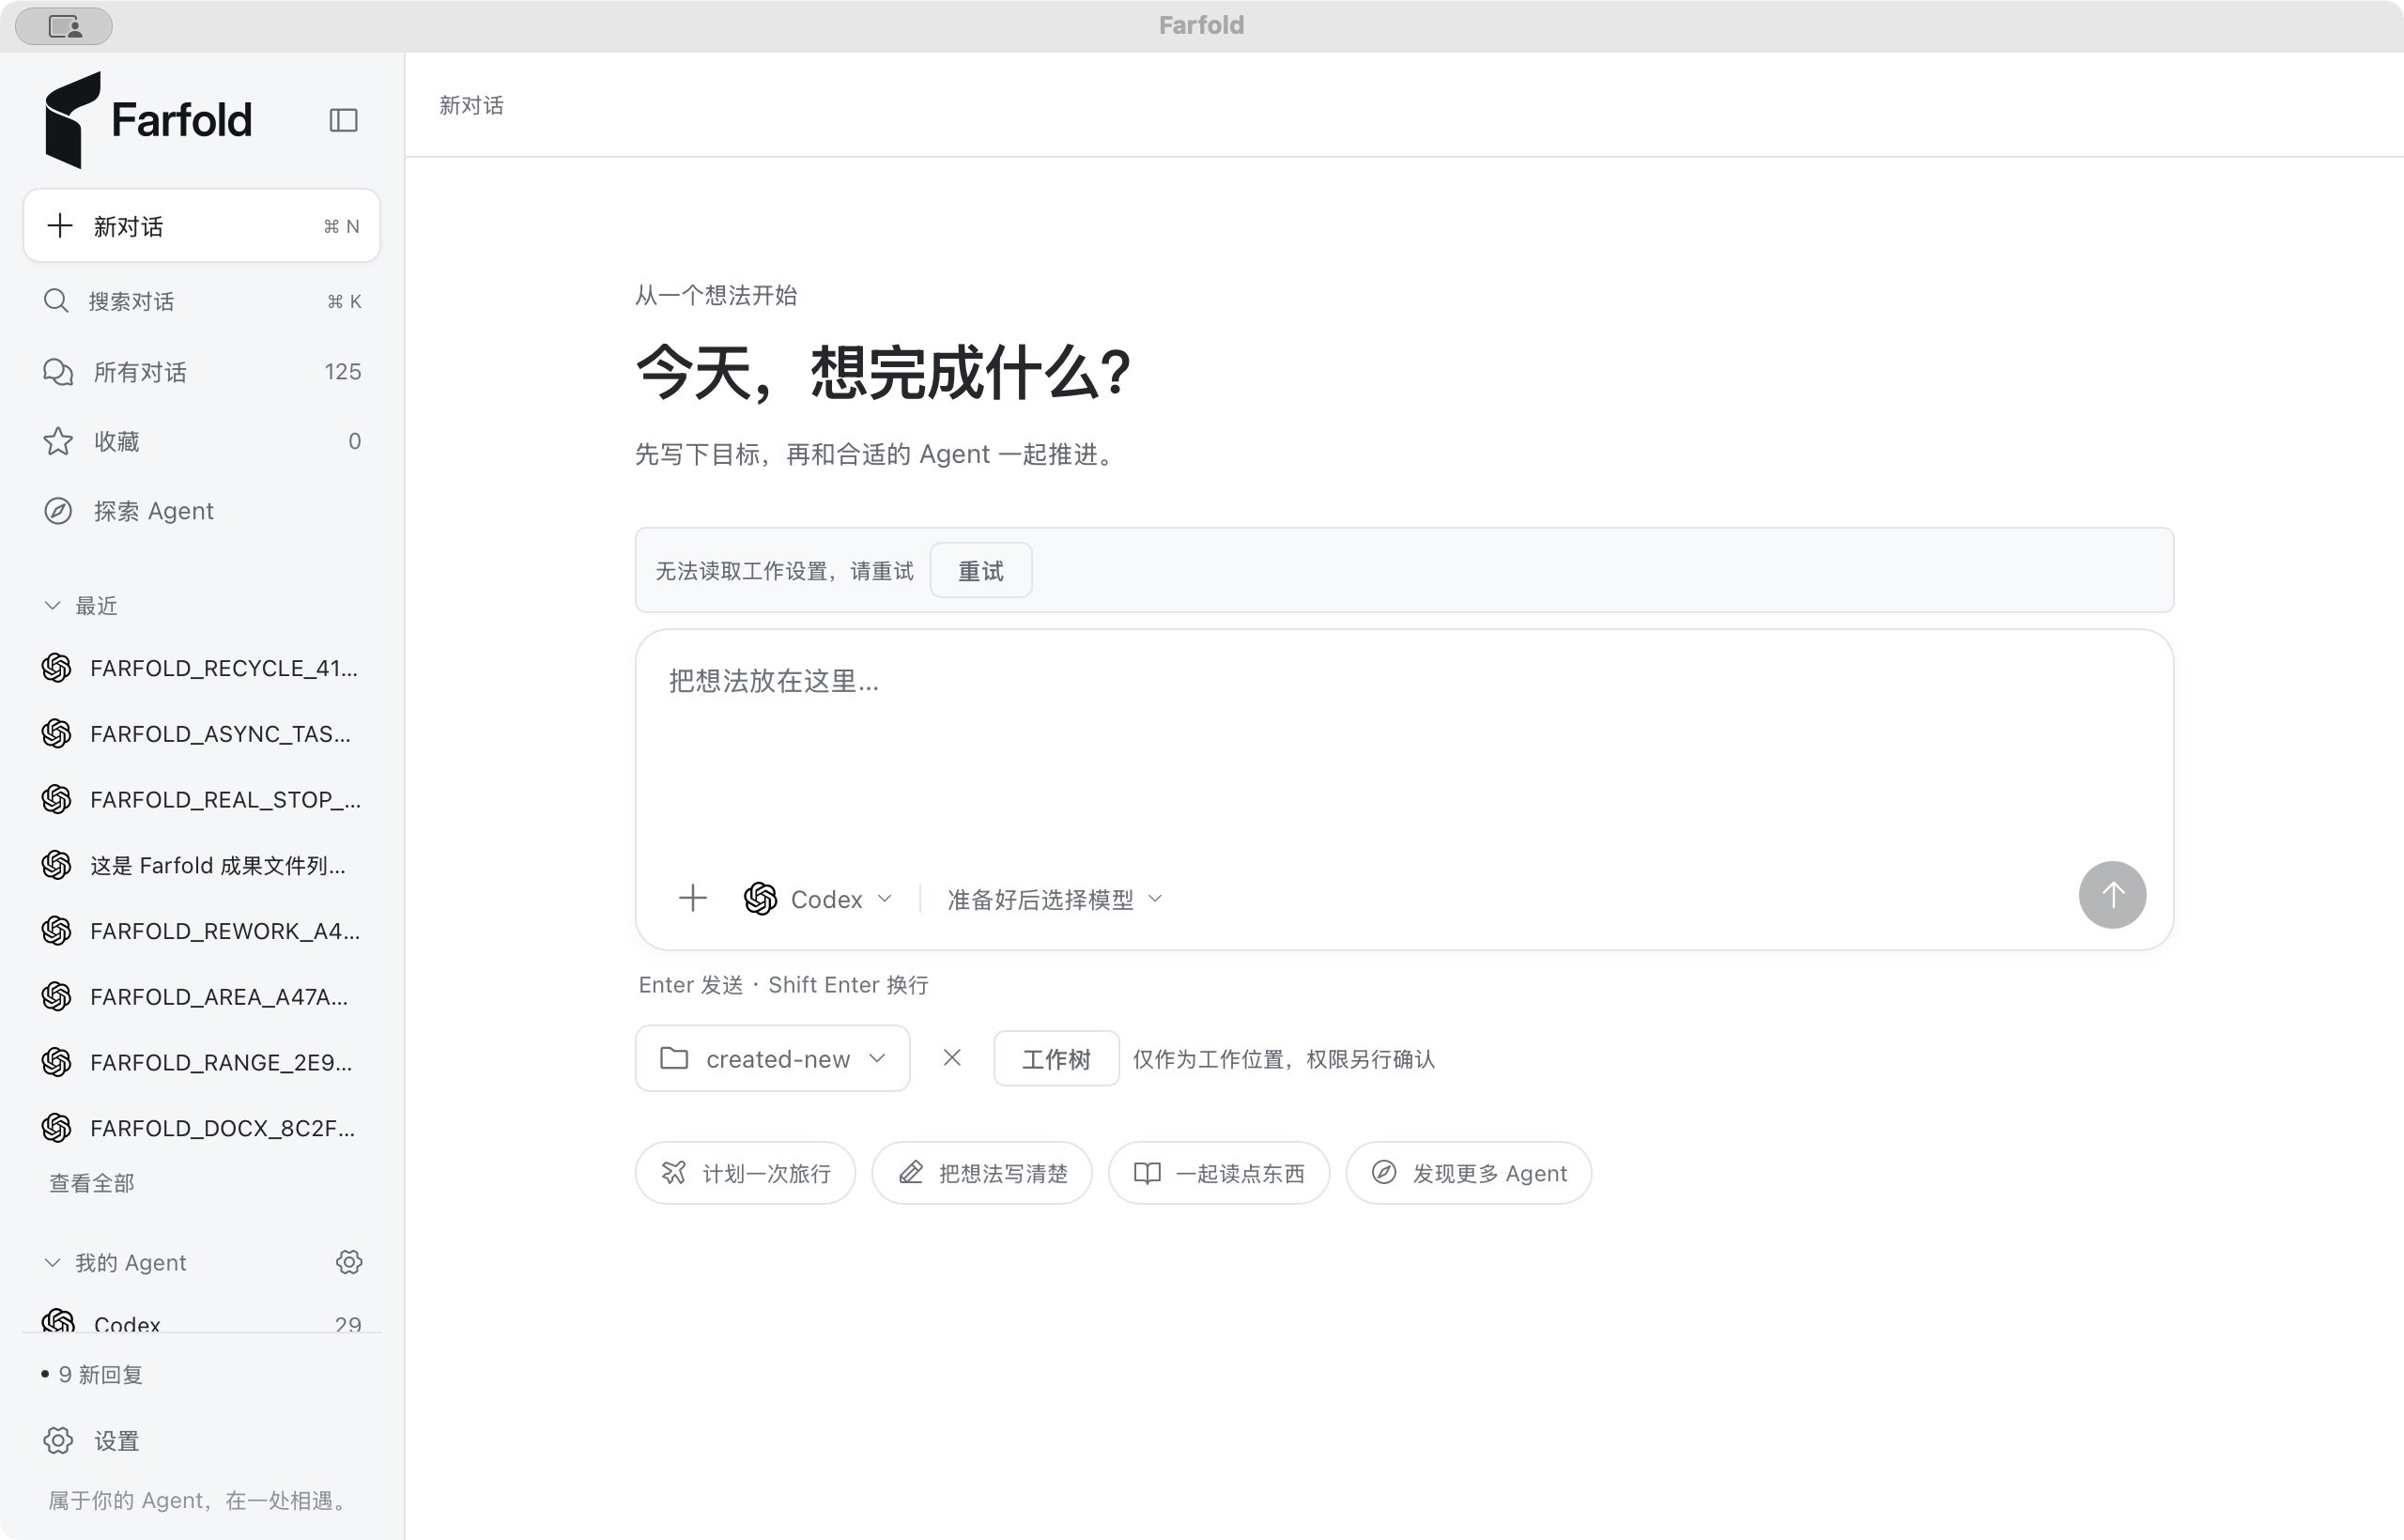 Farfold
Farfold
新对话 ⌘ N
搜索对话 ⌘ K
所有对话 125
收藏 0
探索 Agent
最近
FARFOLD_RECYCLE_41...
FARFOLD_ASYNC_TAS...
FARFOLD_REAL_STOP_...
这是 Farfold 成果文件列...
FARFOLD_REWORK_A4...
FARFOLD_AREA_A47A...
FARFOLD_RANGE_2E9...
FARFOLD_DOCX_8C2F...
查看全部
我的 Agent
Codex 29
9 新回复
设置
属于你的 Agent，在一处相遇。
新对话
从一个想法开始
今天，想完成什么？
先写下目标，再和合适的 Agent 一起推进。
无法读取工作设置，请重试 重试
把想法放在这里...
Codex 准备好后选择模型
Enter 发送 · Shift Enter 换行
created-new 工作树 仅作为工作位置，权限另行确认
计划一次旅行 把想法写清楚 一起读点东西 发现更多 Agent